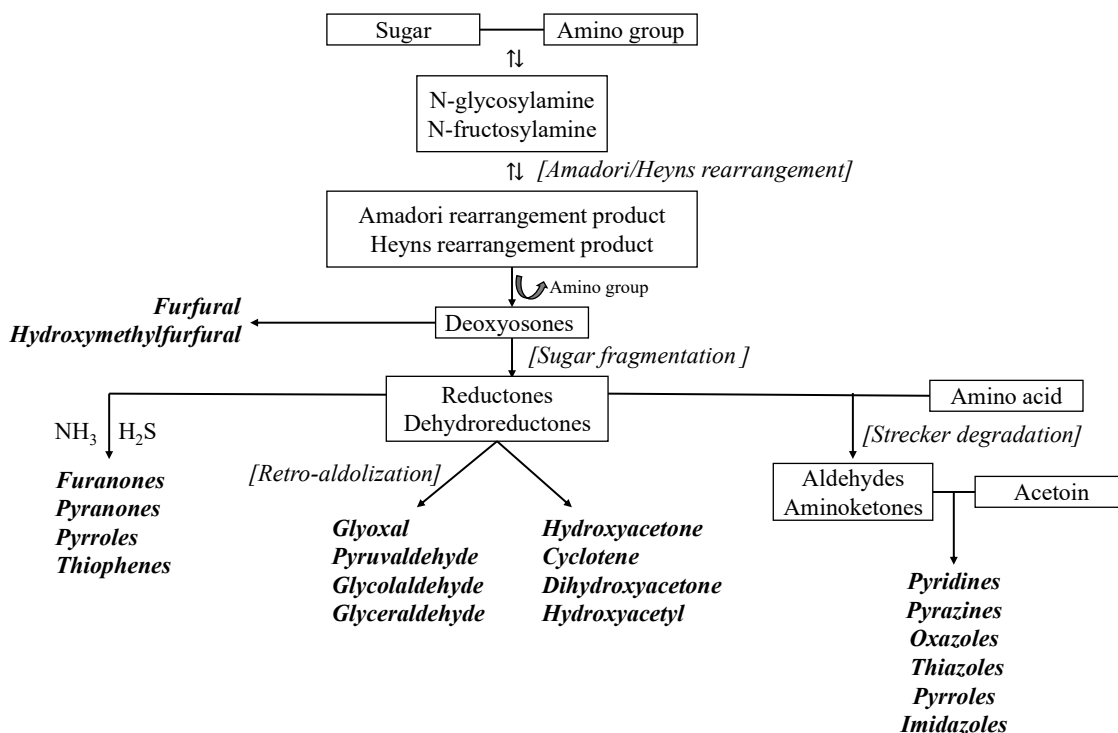 Sugar
Amino group
⇅
N-glycosylamine
N-fructosylamine
⇅ [Amadori/Heyns rearrangement]
Amadori rearrangement product
Heyns rearrangement product
Amino group
Furfural
Hydroxymethylfurfural
Deoxyosones
[Sugar fragmentation ]
Reductones
Dehydroreductones
Amino acid
NH₃
H₂S
[Strecker degradation]
[Retro-aldolization]
Furanones
Pyranones
Pyrroles
Thiophenes
Glyoxal
Pyruvaldehyde
Glycolaldehyde
Glyceraldehyde
Hydroxyacetone
Cyclotene
Dihydroxyacetone
Hydroxyacetyl
Aldehydes
Aminoketones
Acetoin
Pyridines
Pyrazines
Oxazoles
Thiazoles
Pyrroles
Imidazoles